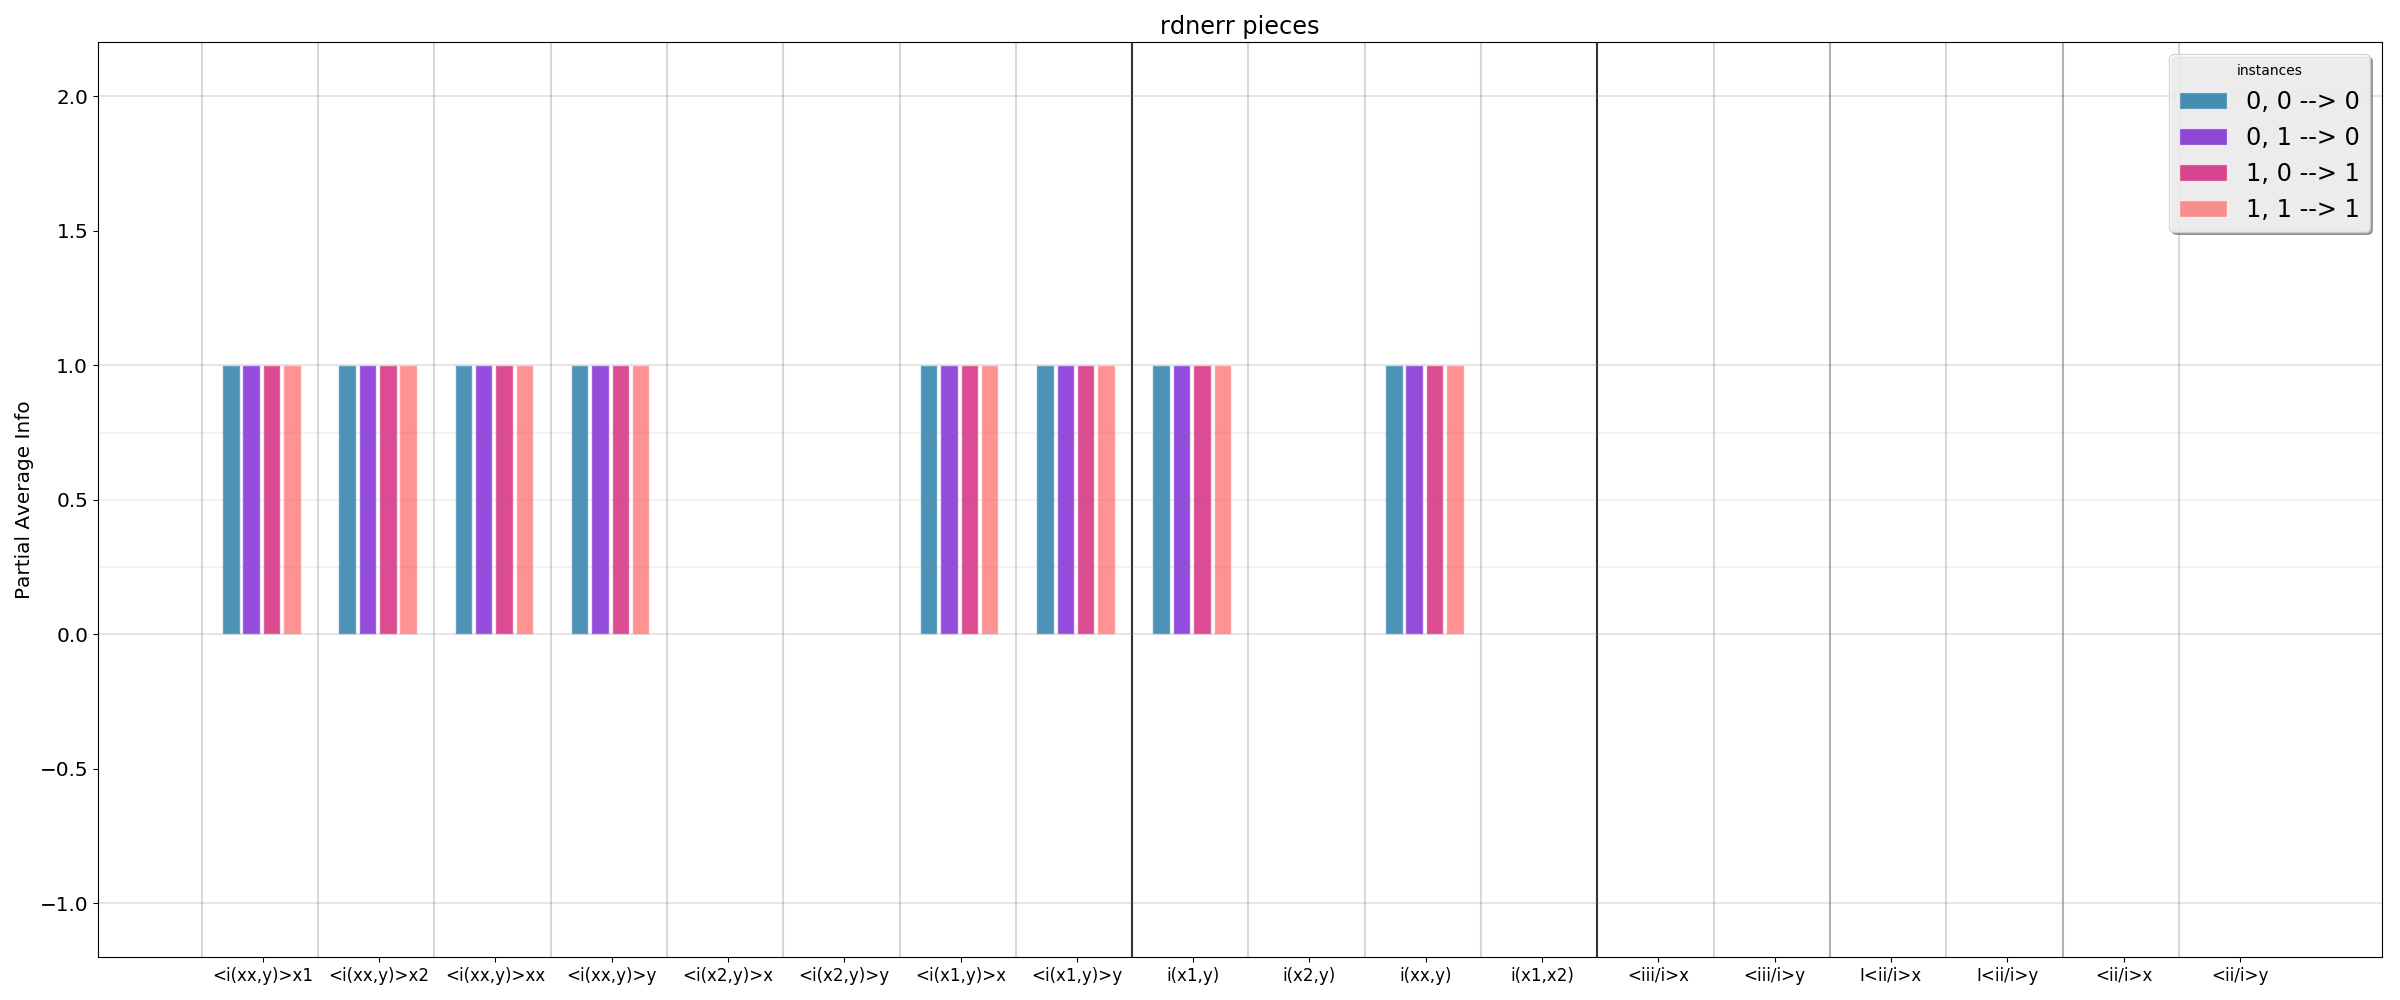 rdnerr pieces
instances
0, 0 --> 0
0, 1 --> 0
1, 0 --> 1
1, 1 --> 1
Partial Average Info
2.0
1.5
1.0
0.5
0.0
−0.5
−1.0
<i(xx,y)>x1 <i(xx,y)>x2 <i(xx,y)>xx <i(xx,y)>y <i(x2,y)>x <i(x2,y)>y <i(x1,y)>x <i(x1,y)>y i(x1,y) i(x2,y) i(xx,y) i(x1,x2) <iii/i>x <iii/i>y I<ii/i>x I<ii/i>y <ii/i>x <ii/i>y